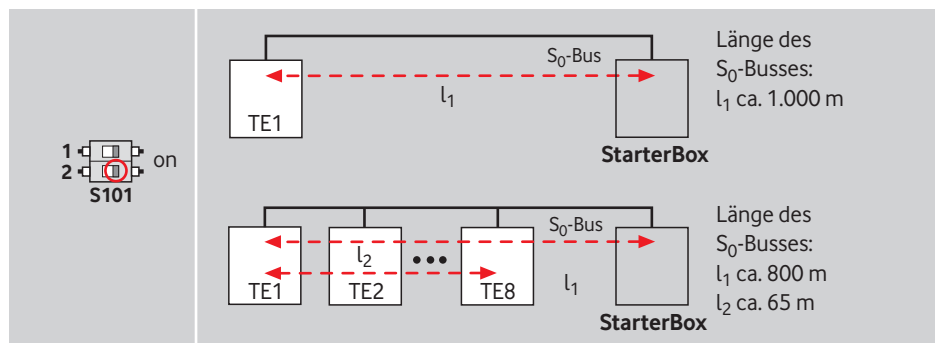 1
2
on
S101
S₀-Bus
l₁
TE1
StarterBox
Länge des
S₀-Busses:
l₁ ca. 1.000 m
S₀-Bus
l₂
TE1
TE2
TE8
l₁
StarterBox
Länge des
S₀-Busses:
l₁ ca. 800 m
l₂ ca. 65 m